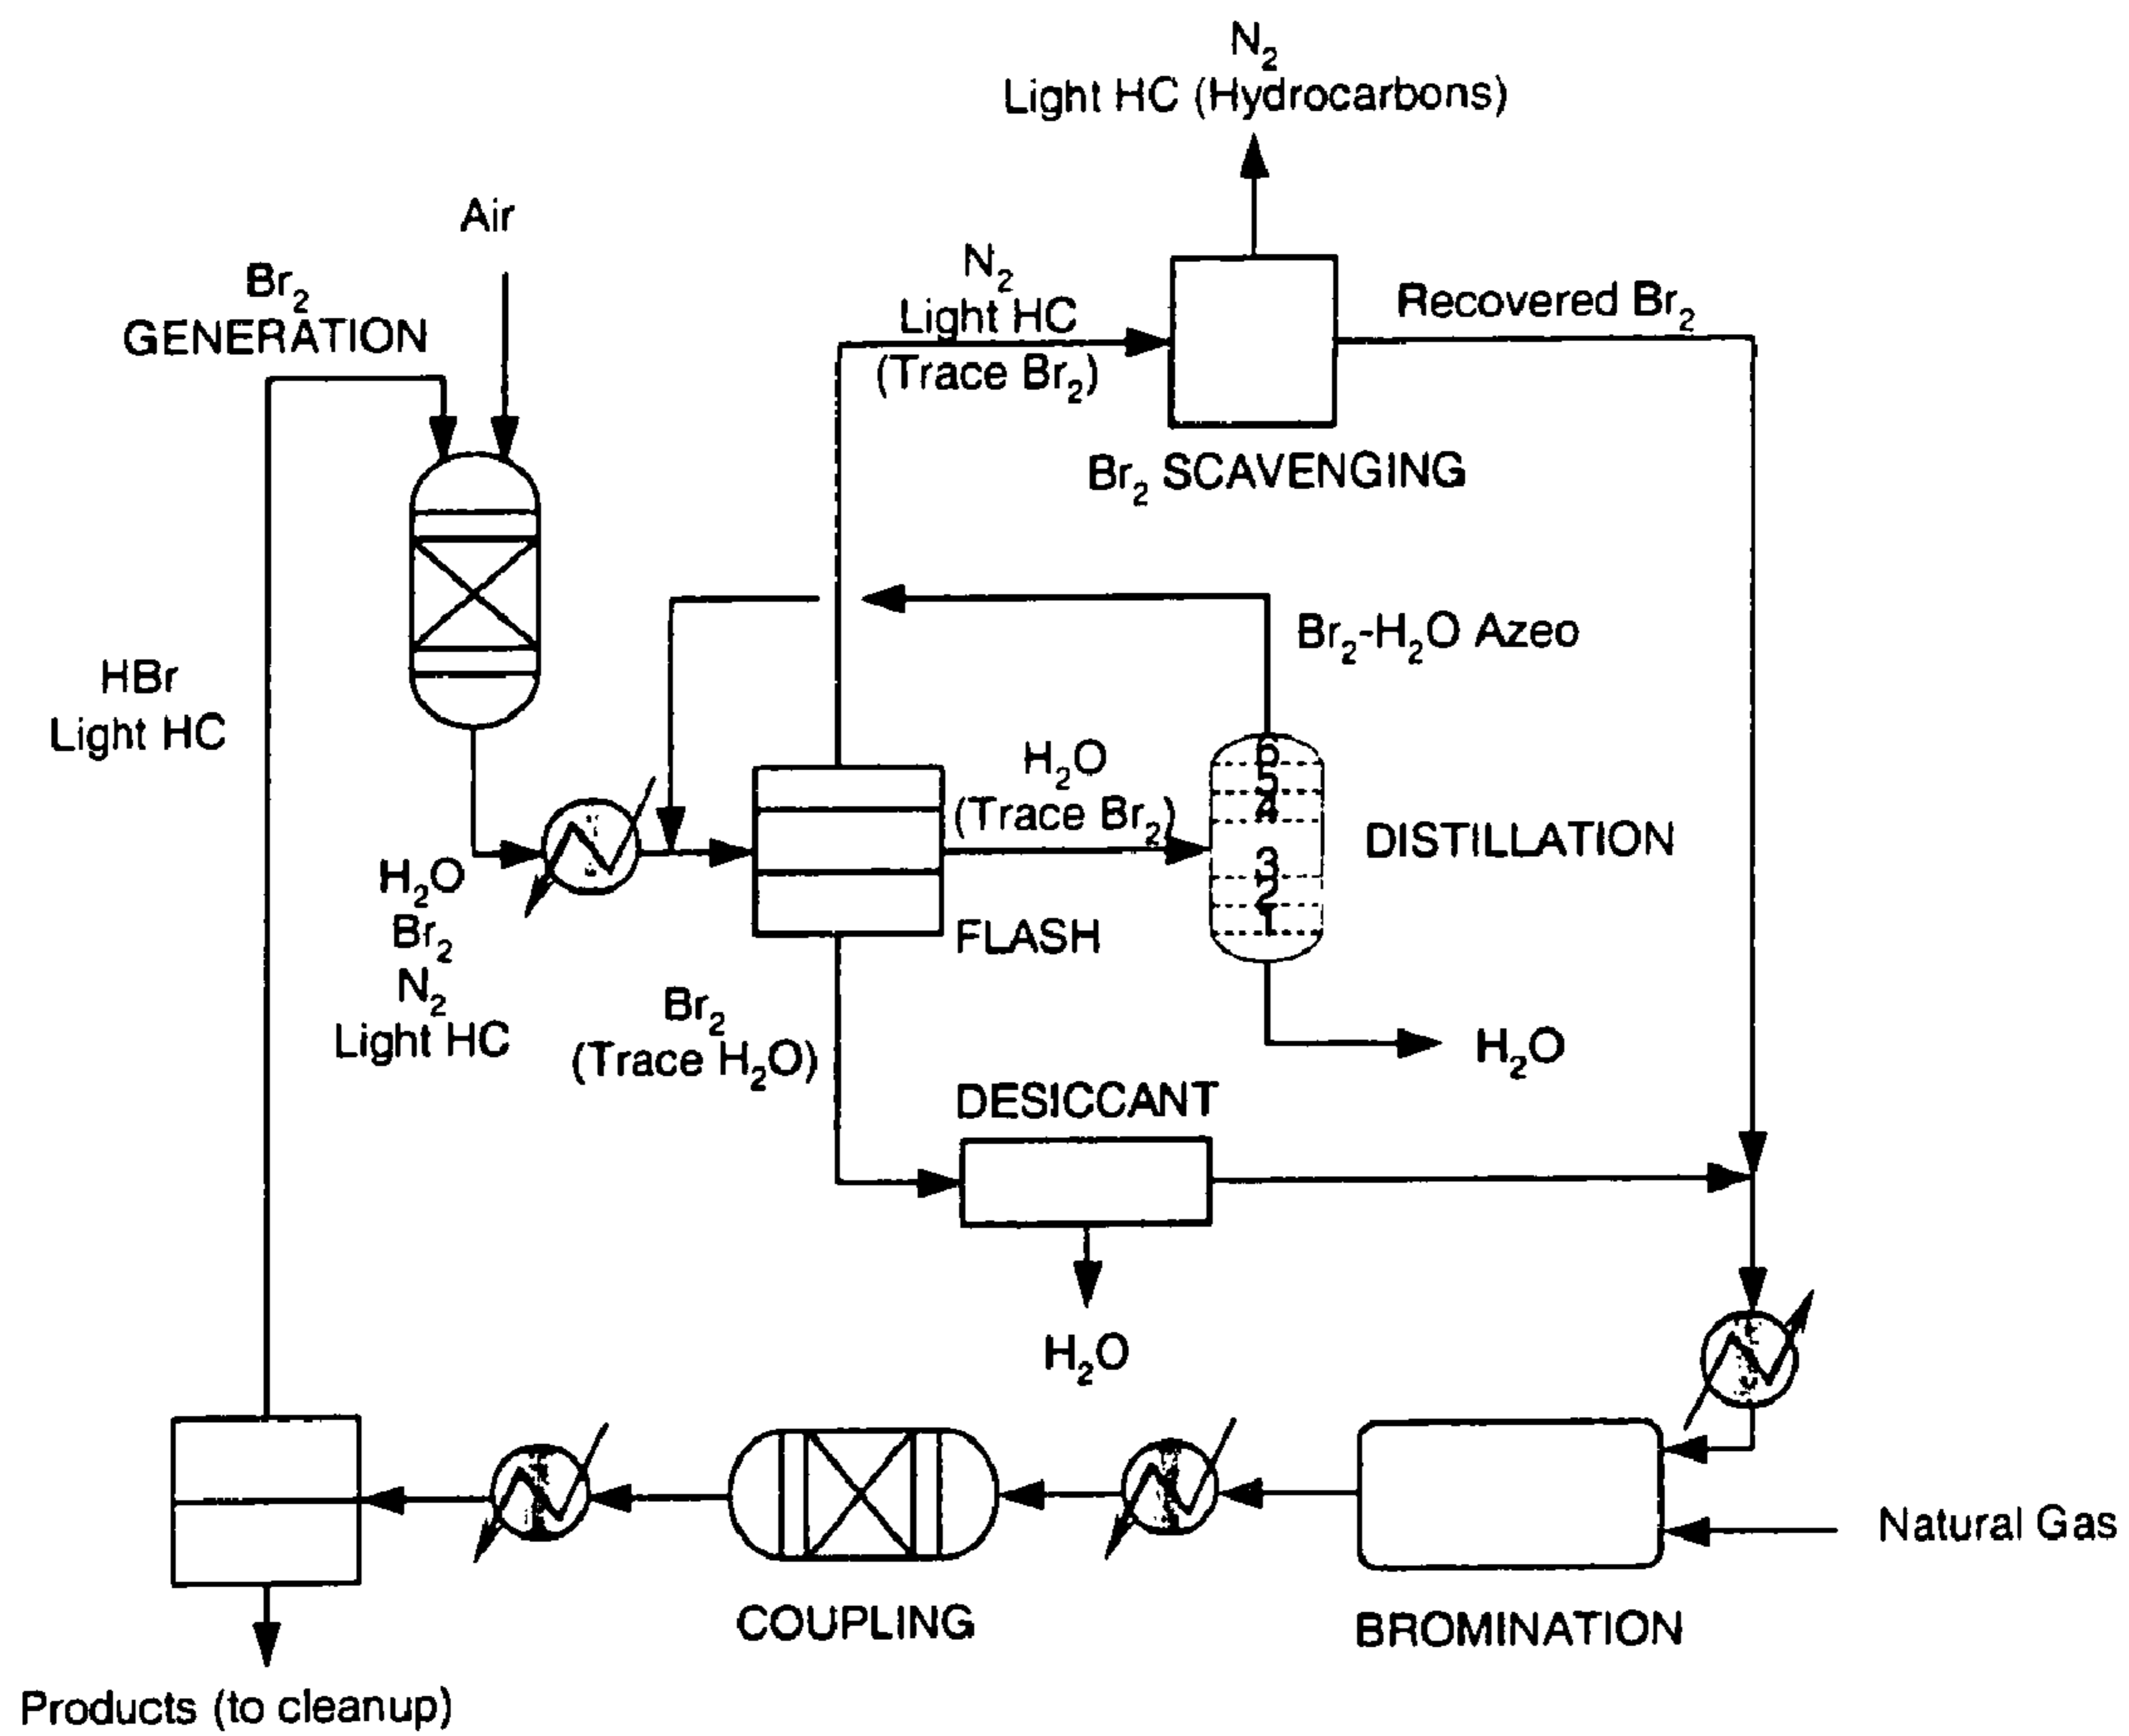 N₂
Light HC (Hydrocarbons)
Air
Br₂
GENERATION
N₂
Light HC
(Trace Br₂)
Recovered Br₂
Br₂ SCAVENGING
Br₂-H₂O Azeo
HBr
Light HC
H₂O
(Trace Br₂)
6
5
4
3
2
1
DISTILLATION
H₂O
Br₂
N₂
Light HC
FLASH
Br₂
(Trace H₂O)
H₂O
DESICCANT
H₂O
Natural Gas
COUPLING
BROMINATION
Products (to cleanup)